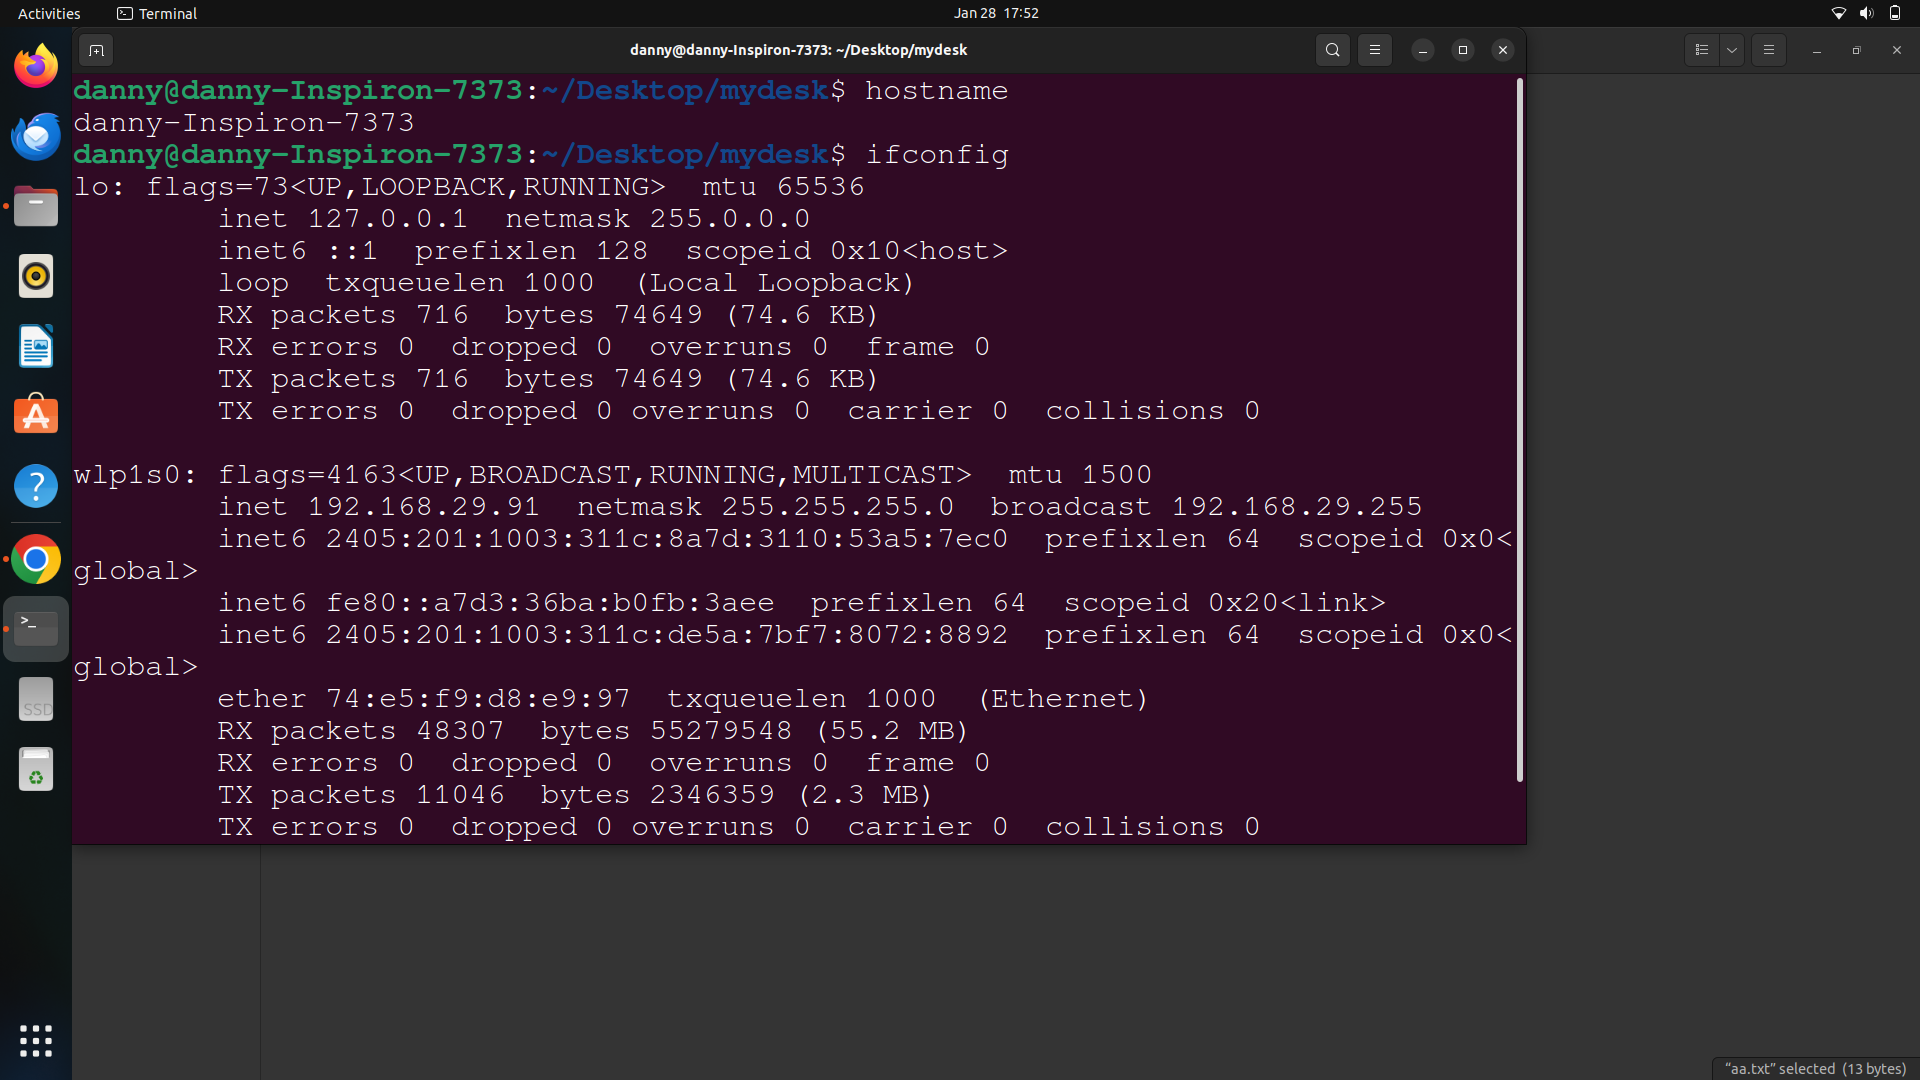 Activities
Terminal
Jan 28 17:52
danny@danny-Inspiron-7373: ~/Desktop/mydesk
danny@danny-Inspiron-7373:~/Desktop/mydesk$ hostname
danny-Inspiron-7373
danny@danny-Inspiron-7373:~/Desktop/mydesk$ ifconfig
lo: flags=73<UP,LOOPBACK,RUNNING>  mtu 65536
        inet 127.0.0.1  netmask 255.0.0.0
        inet6 ::1  prefixlen 128  scopeid 0x10<host>
        loop  txqueuelen 1000  (Local Loopback)
        RX packets 716  bytes 74649 (74.6 KB)
        RX errors 0  dropped 0  overruns 0  frame 0
        TX packets 716  bytes 74649 (74.6 KB)
        TX errors 0  dropped 0 overruns 0  carrier 0  collisions 0

wlp1s0: flags=4163<UP,BROADCAST,RUNNING,MULTICAST>  mtu 1500
        inet 192.168.29.91  netmask 255.255.255.0  broadcast 192.168.29.255
        inet6 2405:201:1003:311c:8a7d:3110:53a5:7ec0  prefixlen 64  scopeid 0x0<
global>
        inet6 fe80::a7d3:36ba:b0fb:3aee  prefixlen 64  scopeid 0x20<link>
        inet6 2405:201:1003:311c:de5a:7bf7:8072:8892  prefixlen 64  scopeid 0x0<
global>
        ether 74:e5:f9:d8:e9:97  txqueuelen 1000  (Ethernet)
        RX packets 48307  bytes 55279548 (55.2 MB)
        RX errors 0  dropped 0  overruns 0  frame 0
        TX packets 11046  bytes 2346359 (2.3 MB)
        TX errors 0  dropped 0 overruns 0  carrier 0  collisions 0
SSD
“aa.txt” selected (13 bytes)